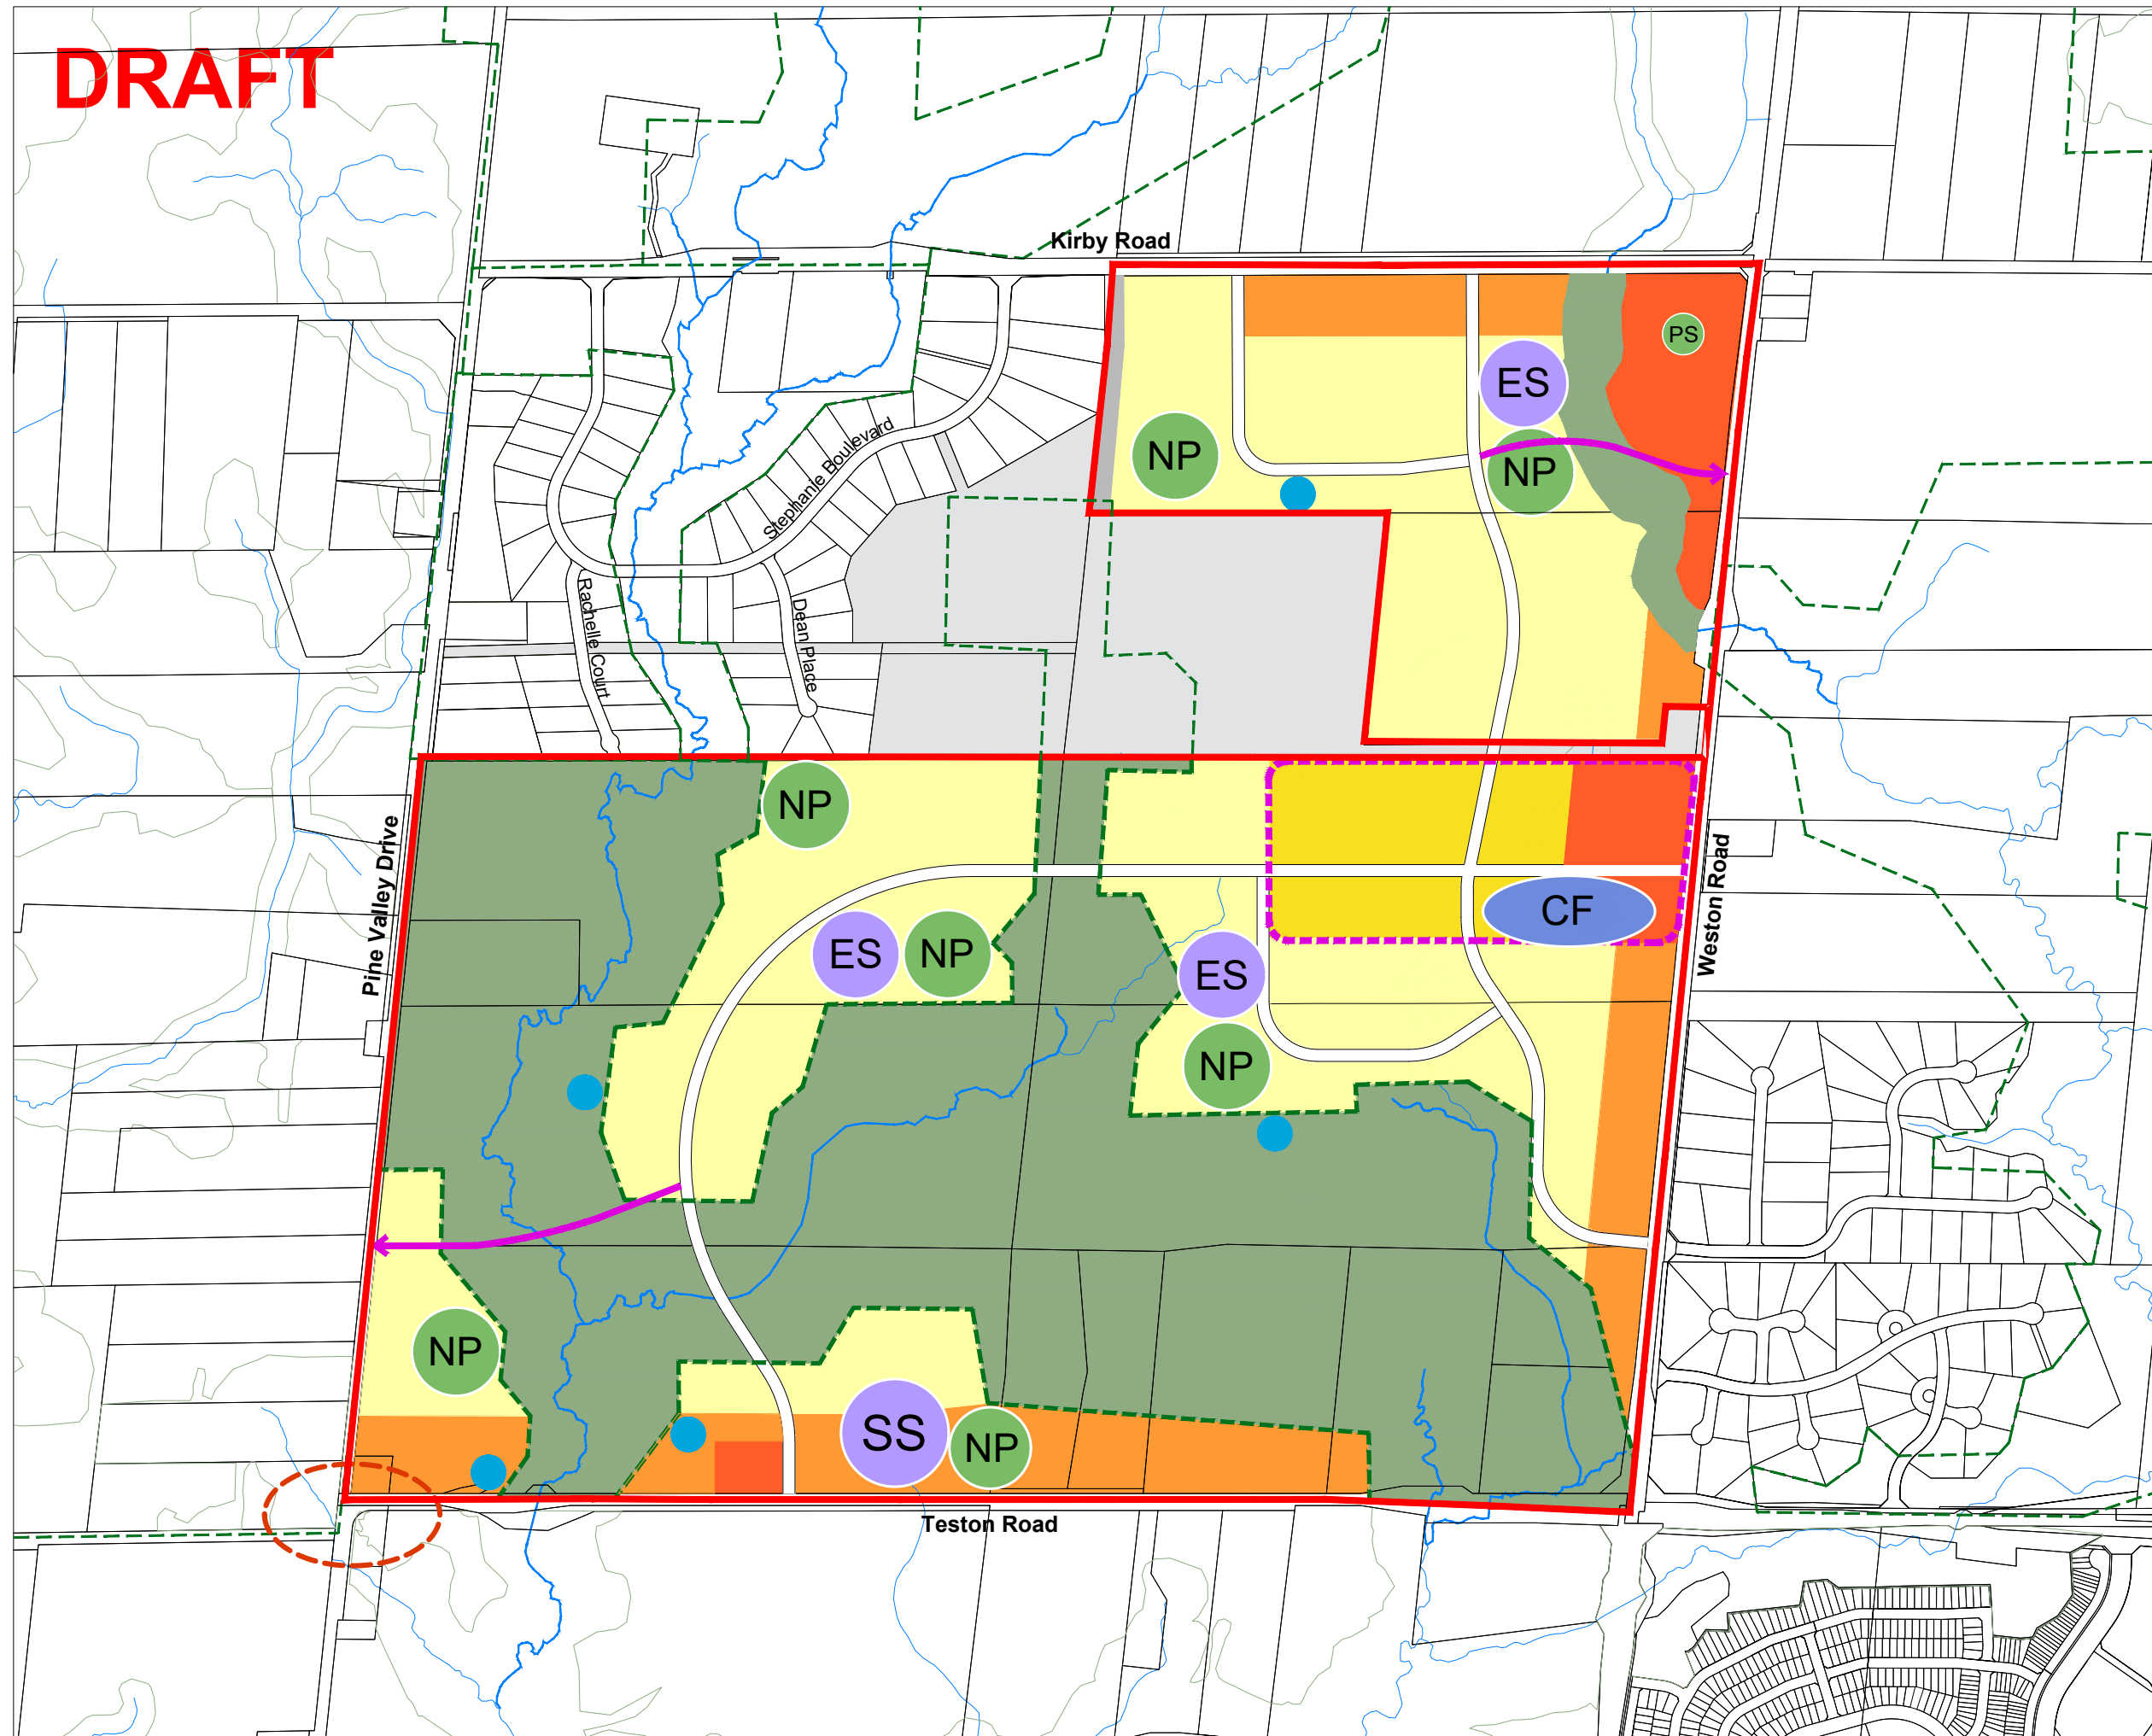 DRAFT
Kirby Road
PS
ES
NP
NP
Stephanie Boulevard
Rachelle Court
Dean Place
NP
Pine Valley Drive
Weston Road
CF
ES
NP
ES
NP
NP
SS
NP
Teston Road